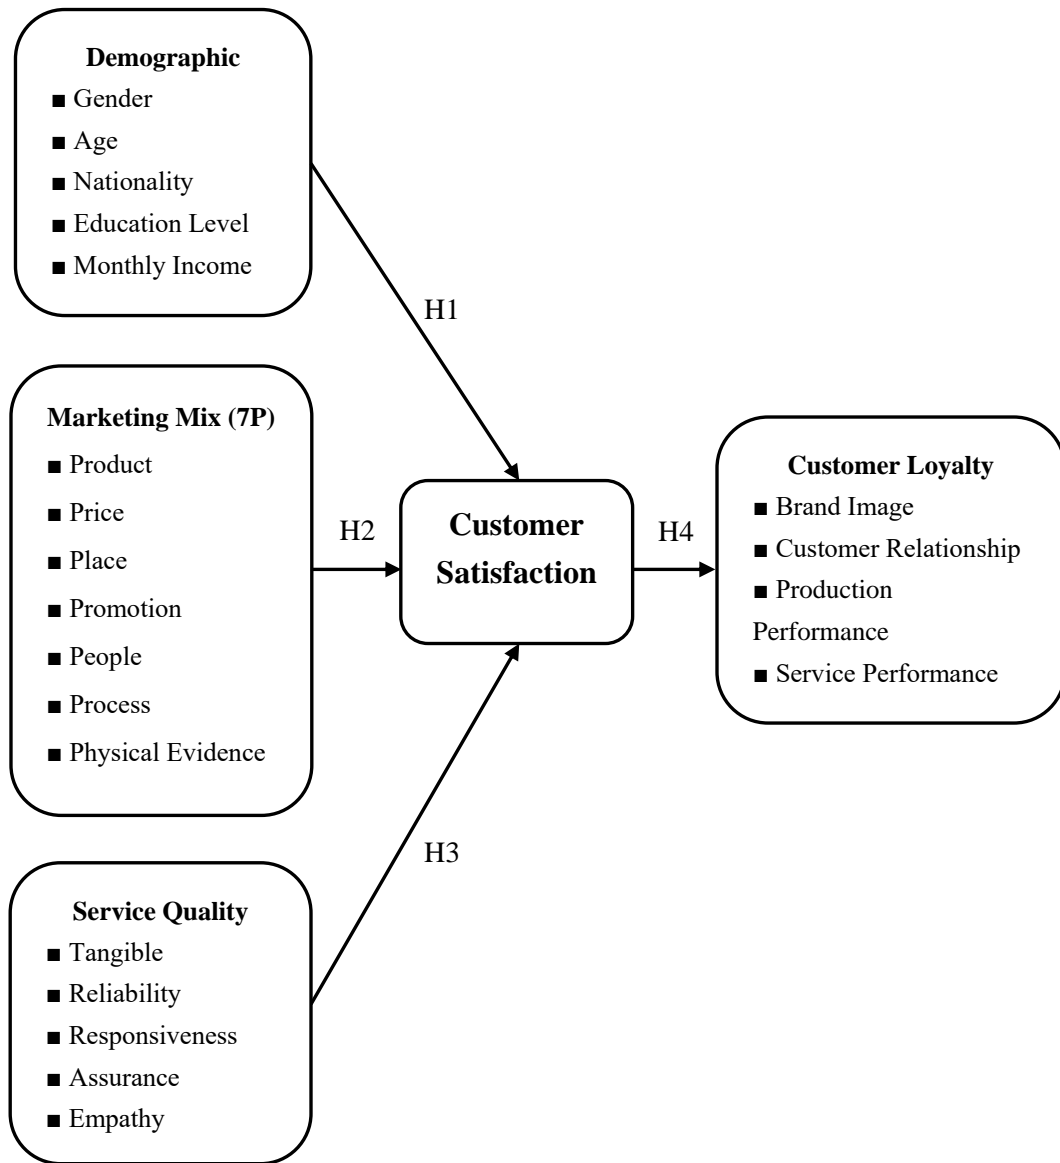 Demographic
■ Gender
■ Age
■ Nationality
■ Education Level
■ Monthly Income
H1
Marketing Mix (7P)
■ Product
■ Price
■ Place
■ Promotion
■ People
■ Process
■ Physical Evidence
H2
Customer
Satisfaction
H4
Customer Loyalty
■ Brand Image
■ Customer Relationship
■ Production
Performance
■ Service Performance
H3
Service Quality
■ Tangible
■ Reliability
■ Responsiveness
■ Assurance
■ Empathy